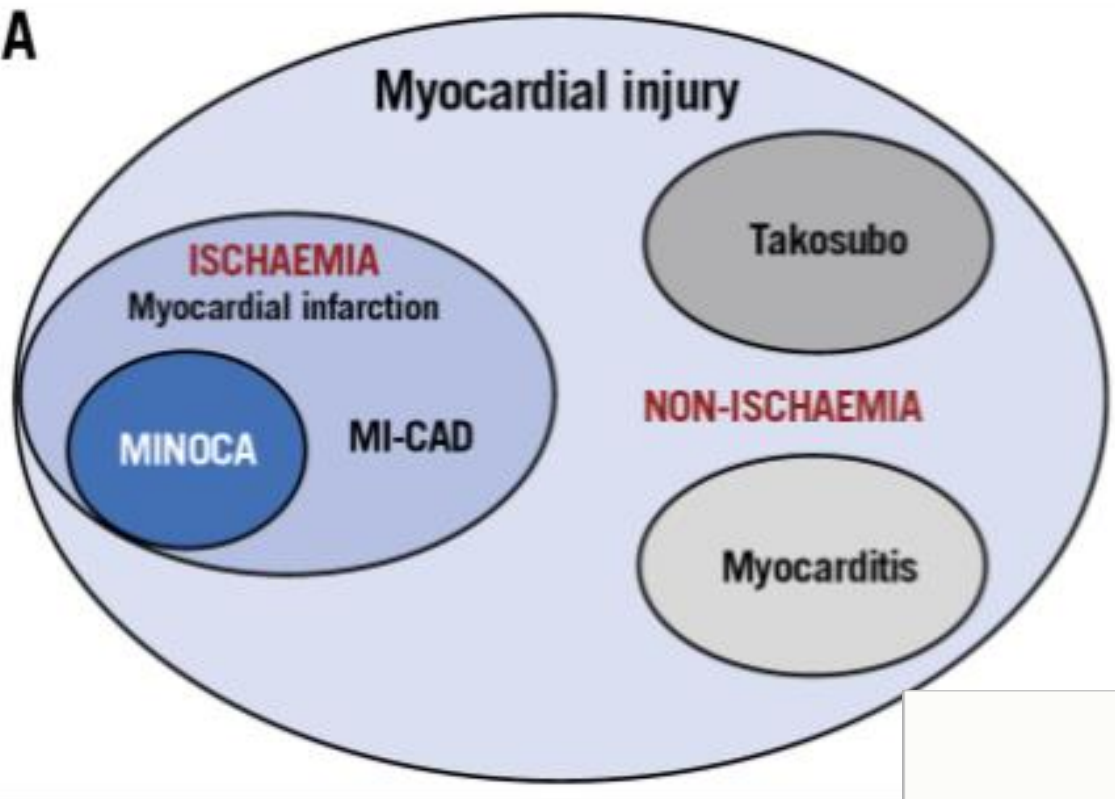 A
Myocardial injury
Takosubo
ISCHAEMIA
Myocardial infarction
NON-ISCHAEMIA
MINOCA
MI-CAD
Myocarditis